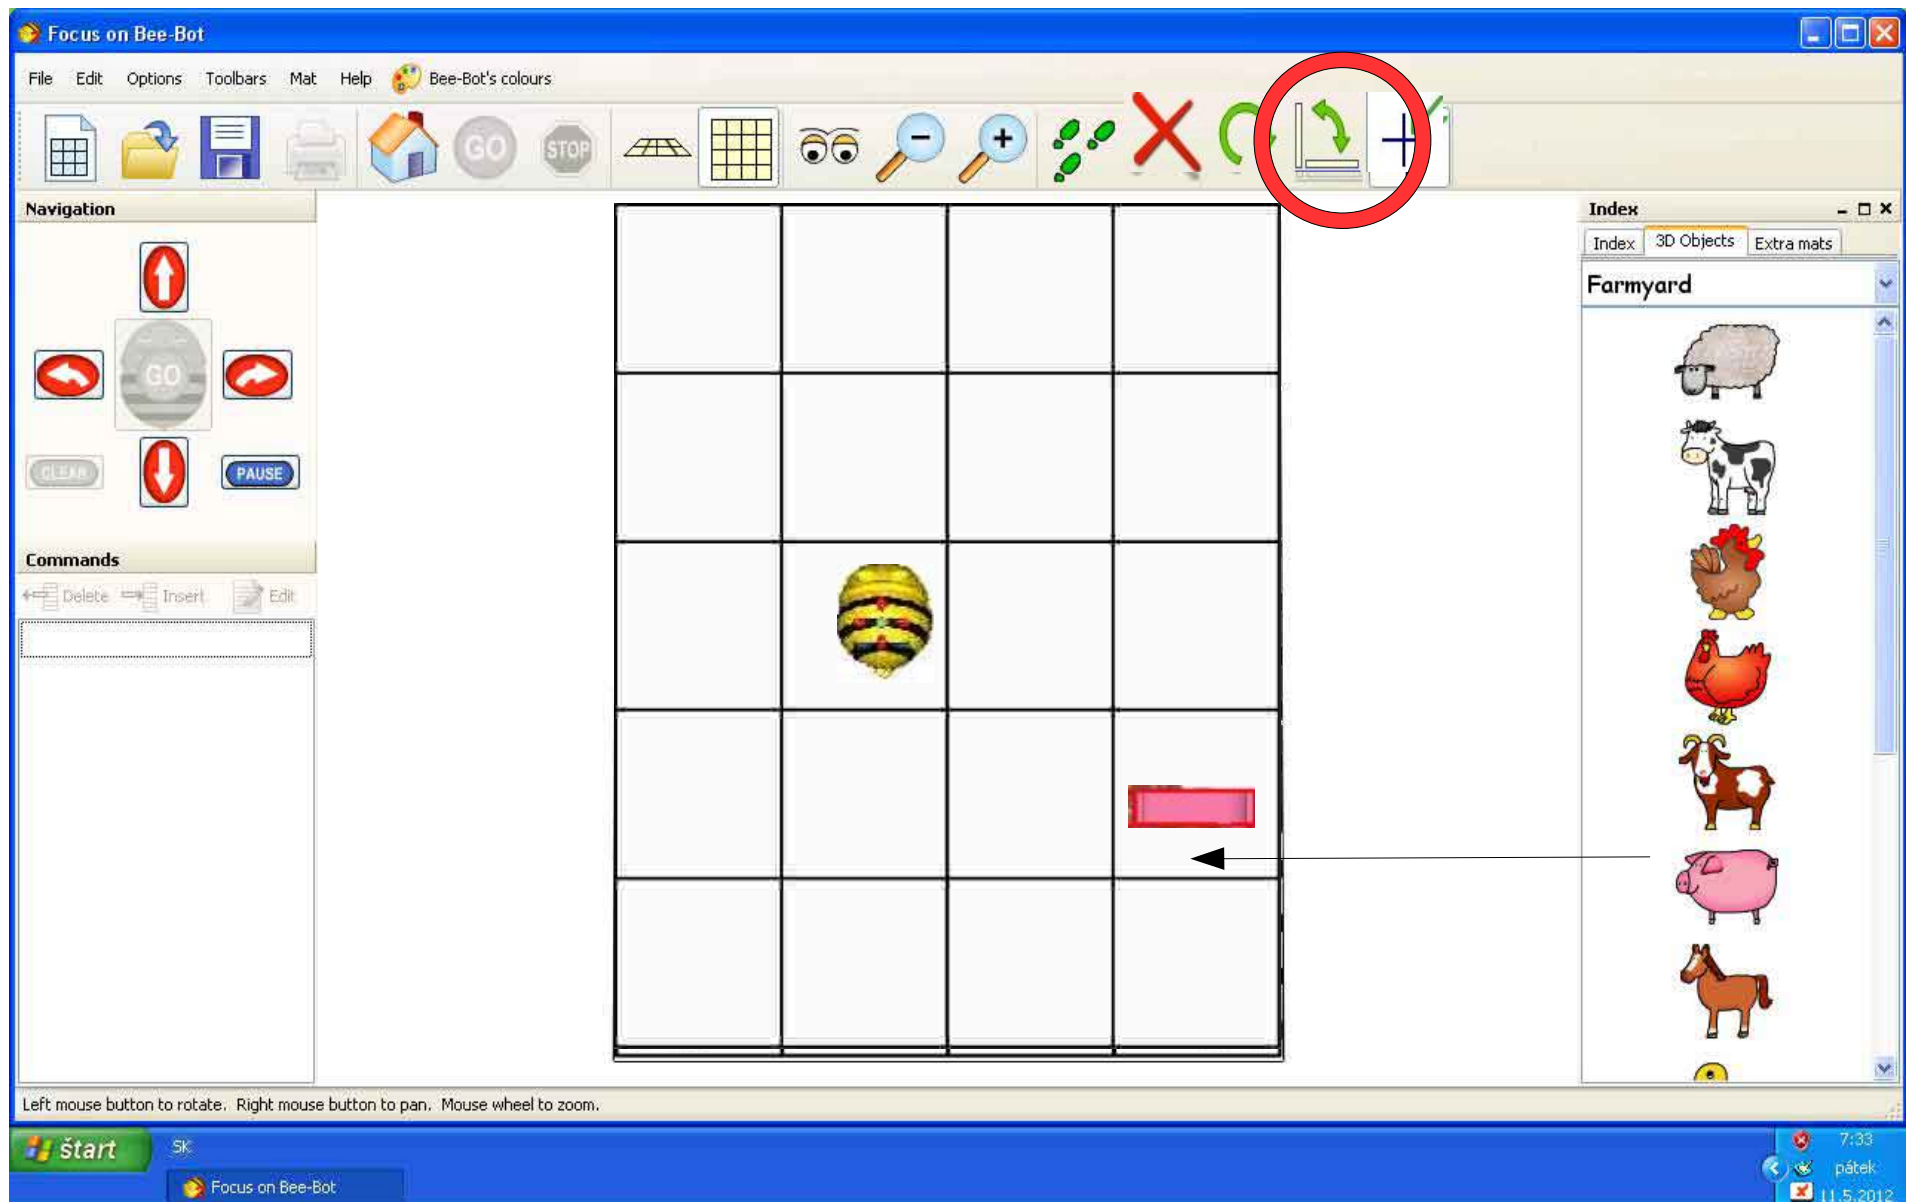 Focus on Bee-Bot
File Edit Options Toolbars Mat Help Bee-Bot's colours
GO STOP
Navigation
GO
CLEAR PAUSE
Commands
Delete Insert Edit
Index
Index 3D Objects Extra mats
Farmyard
Left mouse button to rotate. Right mouse button to pan. Mouse wheel to zoom.
štart SK 7:33
pátek
Focus on Bee-Bot 11.5.2012